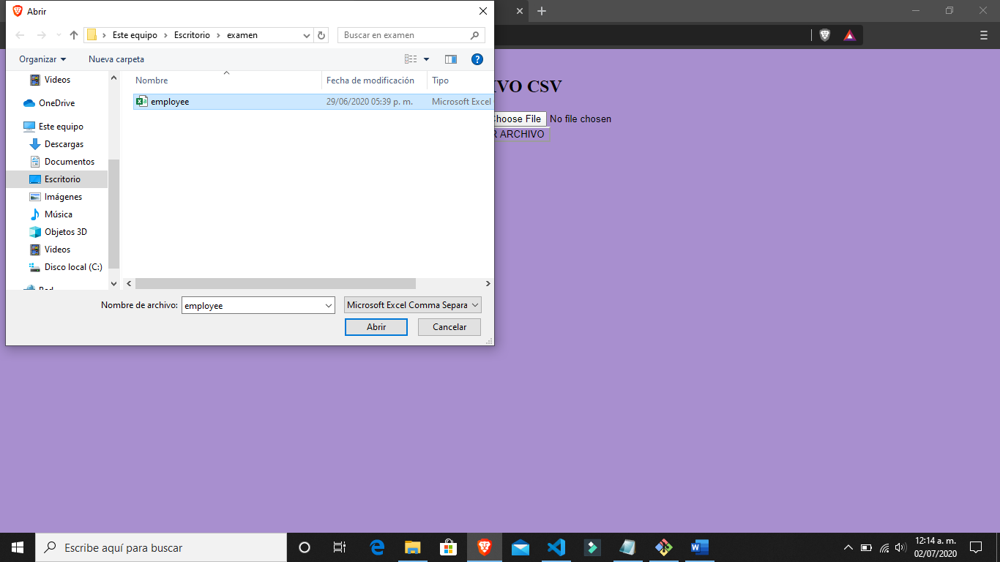 Abrir
Este equipo > Escritorio > examen
Buscar en examen
Organizar
Nueva carpeta
Videos
OneDrive
Este equipo
Descargas
Documentos
Escritorio
Imágenes
Música
Objetos 3D
Videos
Disco local (C:)
Nombre
Fecha de modificación
Tipo
employee
29/06/2020 05:39 p. m.
Microsoft Excel
Nombre de archivo:
employee
Microsoft Excel Comma Separa
Abrir
Cancelar
VO CSV
hoose File
No file chosen
R ARCHIVO
Escribe aquí para buscar
12:14 a. m.
02/07/2020